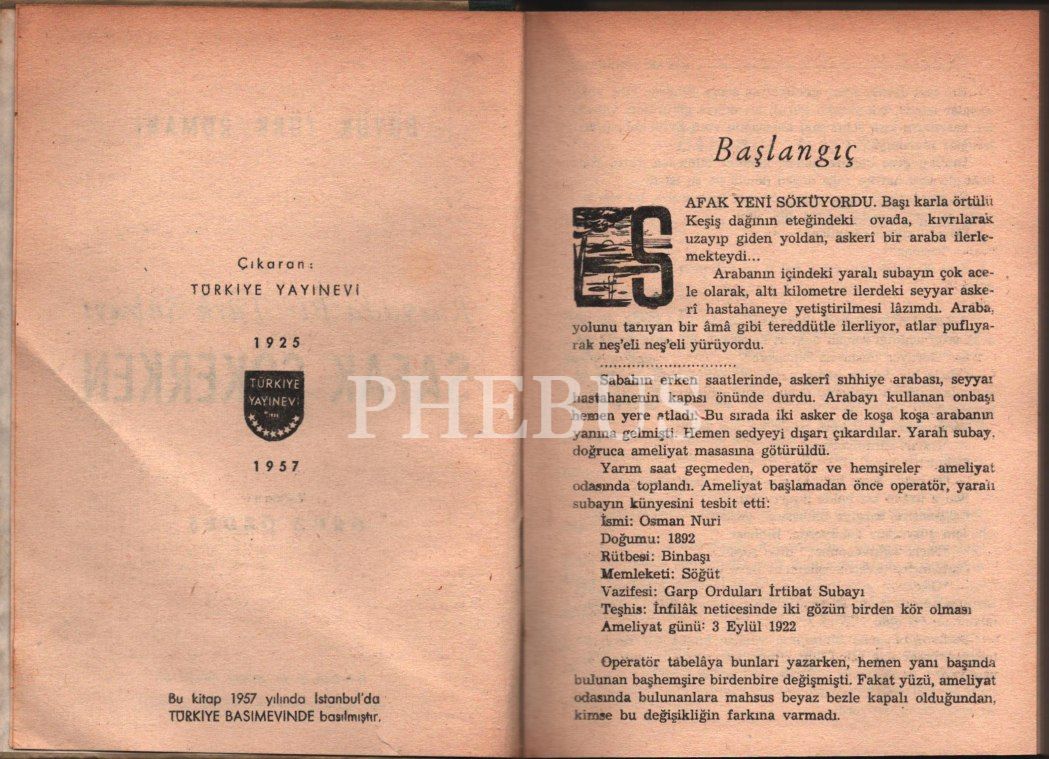 Çıkaran:
TÜRKİYE YAYINEVİ
1925
TÜRKİYE
YAYINEVİ
1957
Bu kitap 1957 yılında İstanbul'da
TÜRKİYE BASIMEVİNDE basılmıştır.
Başlangıç
Ş
AFAK YENİ SÖKÜYORDU. Başı karla örtülü
Keşiş dağının eteğindeki ovada, kıvrılarak
uzayıp giden yoldan, askerî bir araba ilerle-
mekteydi...
Arabanın içindeki yaralı subayın çok ace-
le olarak, altı kilometre ilerdeki seyyar aske-
rî hastahaneye yetiştirilmesi lâzımdı. Araba,
yolunu tanıyan bir âmâ gibi tereddütle ilerliyor, atlar puflıya-
rak neş'eli neş'eli yürüyordu.
Sabahın erken saatlerinde, askerî sıhhiye arabası, seyyar
hastahanenin kapısı önünde durdu. Arabayı kullanan onbaşı
hemen yere atladı. Bu sırada iki asker de koşa koşa arabanın
yanına gelmişti. Hemen sedyeyi dışarı çıkardılar. Yaralı subay,
doğruca ameliyat masasına götürüldü.
Yarım saat geçmeden, operatör ve hemşireler ameliyat
odasında toplandı. Ameliyat başlamadan önce operatör, yaralı
subayın künyesini tesbit etti:
İsmi: Osman Nuri
Doğumu: 1892
Rütbesi: Binbaşı
Memleketi: Söğüt
Vazifesi: Garp Orduları İrtibat Subayı
Teşhis: İnfilâk neticesinde iki gözün birden kör olması
Ameliyat günü: 3 Eylül 1922
Operatör tabelâya bunları yazarken, hemen yanı başında
bulunan başhemşire birdenbire değişmişti. Fakat yüzü, ameliyat
odasında bulunanlara mahsus beyaz bezle kapalı olduğundan,
kimse bu değişikliğin farkına varmadı.
PHEBUS